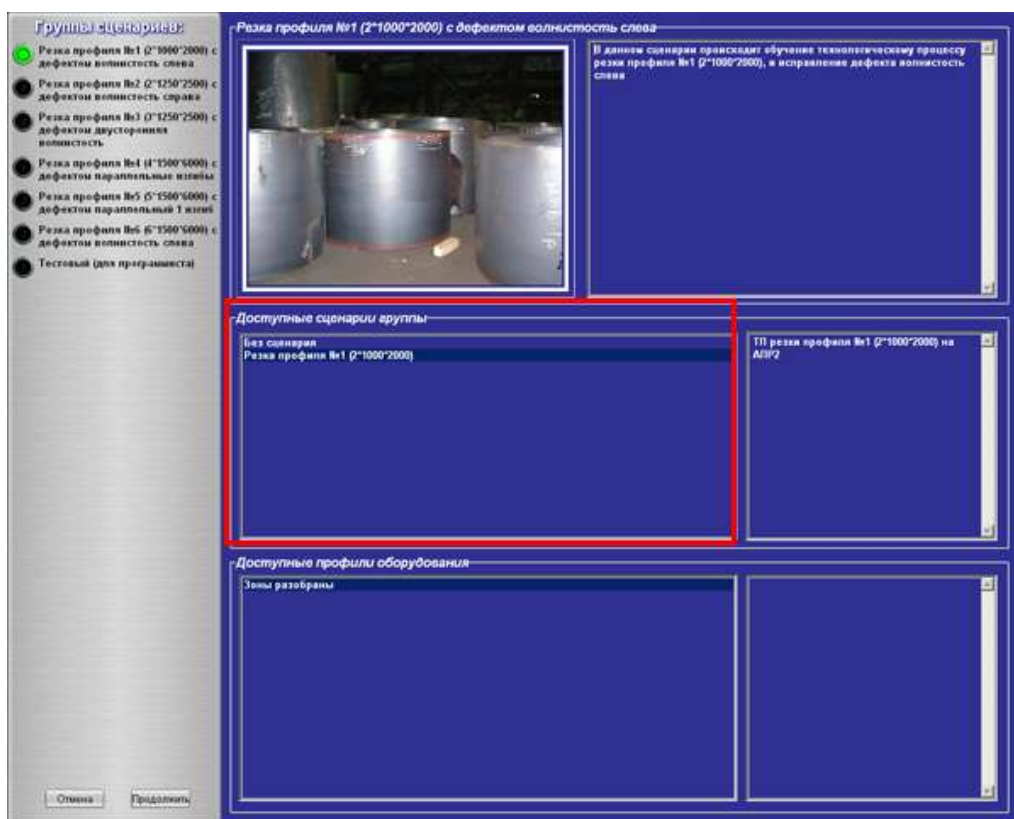 Группы сценариев:
Резка профиля №1 (2*1000*2000) с
дефектом волнистость слева
Резка профиля №2 (2*1250*2500) с
дефектом волнистость справа
Резка профиля №3 (3*1250*2500) с
дефектом двусторонняя
волнистость
Резка профиля №4 (4*1500*6000) с
дефектом параллельные изгибы
Резка профиля №5 (5*1500*6000) с
дефектом параллельный 1 изгиб
Резка профиля №6 (6*1500*6000) с
дефектом волнистость слева
Тестовый (для программиста)
Отмена
Продолжить
Резка профиля №1 (2*1000*2000) с дефектом волнистость слева
В данном сценарии происходит обучение технологическому процессу
резки профиля №1 (2*1000*2000), и исправление дефекта волнистость
слева
Доступные сценарии группы
Без сценария
Резка профиля №1 (2*1000*2000)
ТП резки профиля №1 (2*1000*2000) на
АПР2
Доступные профили оборудования
Зоны разобраны